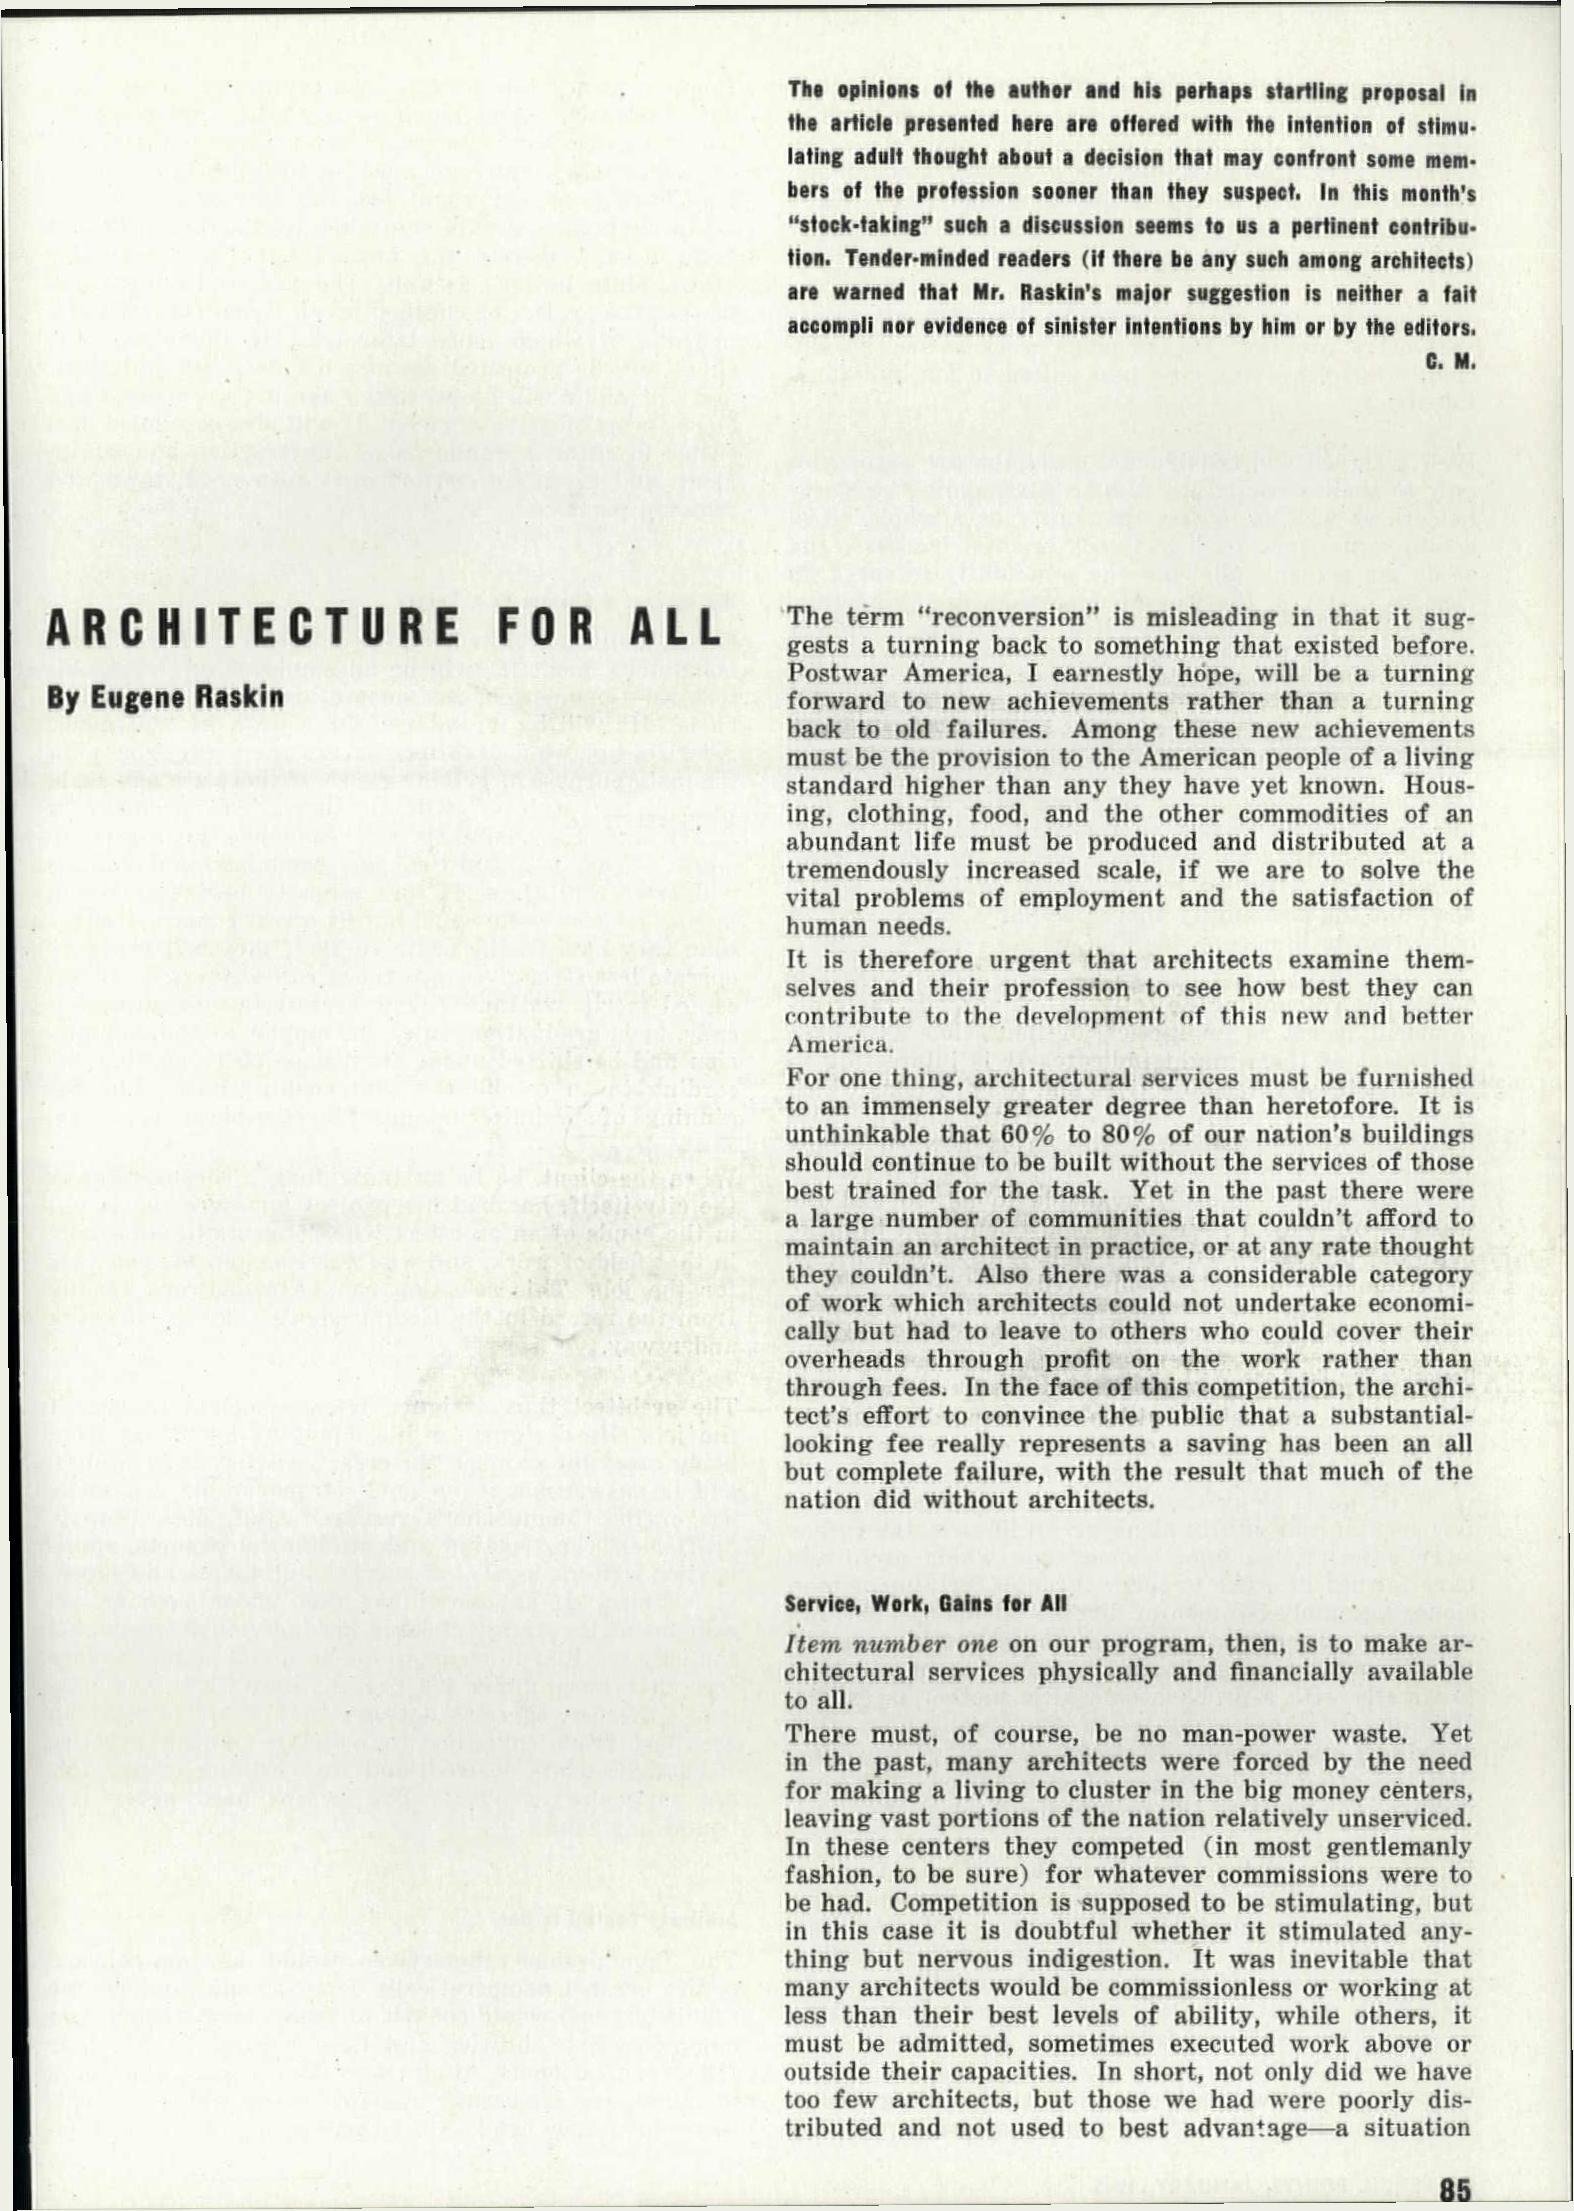 The opinions of the author and his perhaps startling proposal in
the article presented here are offered with the intention of stimu-
lating adult thought about a decision that may confront some mem-
bers of the profession sooner than they suspect. In this month's
"stock-taking" such a discussion seems to us a pertinent contribu-
tion. Tender-minded readers (if there be any such among architects)
are warned that Mr. Raskin's major suggestion is neither a fait
accompli nor evidence of sinister intentions by him or by the editors.
C. M.
ARCHITECTURE FOR ALL
By Eugene Raskin
The term "reconversion" is misleading in that it sug-
gests a turning back to something that existed before.
Postwar America, I earnestly hope, will be a turning
forward to new achievements rather than a turning
back to old failures. Among these new achievements
must be the provision to the American people of a living
standard higher than any they have yet known. Hous-
ing, clothing, food, and the other commodities of an
abundant life must be produced and distributed at a
tremendously increased scale, if we are to solve the
vital problems of employment and the satisfaction of
human needs.
It is therefore urgent that architects examine them-
selves and their profession to see how best they can
contribute to the development of this new and better
America.
For one thing, architectural services must be furnished
to an immensely greater degree than heretofore. It is
unthinkable that 60% to 80% of our nation's buildings
should continue to be built without the services of those
best trained for the task. Yet in the past there were
a large number of communities that couldn't afford to
maintain an architect in practice, or at any rate thought
they couldn't. Also there was a considerable category
of work which architects could not undertake economi-
cally but had to leave to others who could cover their
overheads through profit on the work rather than
through fees. In the face of this competition, the archi-
tect's effort to convince the public that a substantial-
looking fee really represents a saving has been an all
but complete failure, with the result that much of the
nation did without architects.
Service, Work, Gains for All
Item number one on our program, then, is to make ar-
chitectural services physically and financially available
to all.
There must, of course, be no man-power waste. Yet
in the past, many architects were forced by the need
for making a living to cluster in the big money centers,
leaving vast portions of the nation relatively unserviced.
In these centers they competed (in most gentlemanly
fashion, to be sure) for whatever commissions were to
be had. Competition is supposed to be stimulating, but
in this case it is doubtful whether it stimulated any-
thing but nervous indigestion. It was inevitable that
many architects would be commissionless or working at
less than their best levels of ability, while others, it
must be admitted, sometimes executed work above or
outside their capacities. In short, not only did we have
too few architects, but those we had were poorly dis-
tributed and not used to best advantage—a situation
85